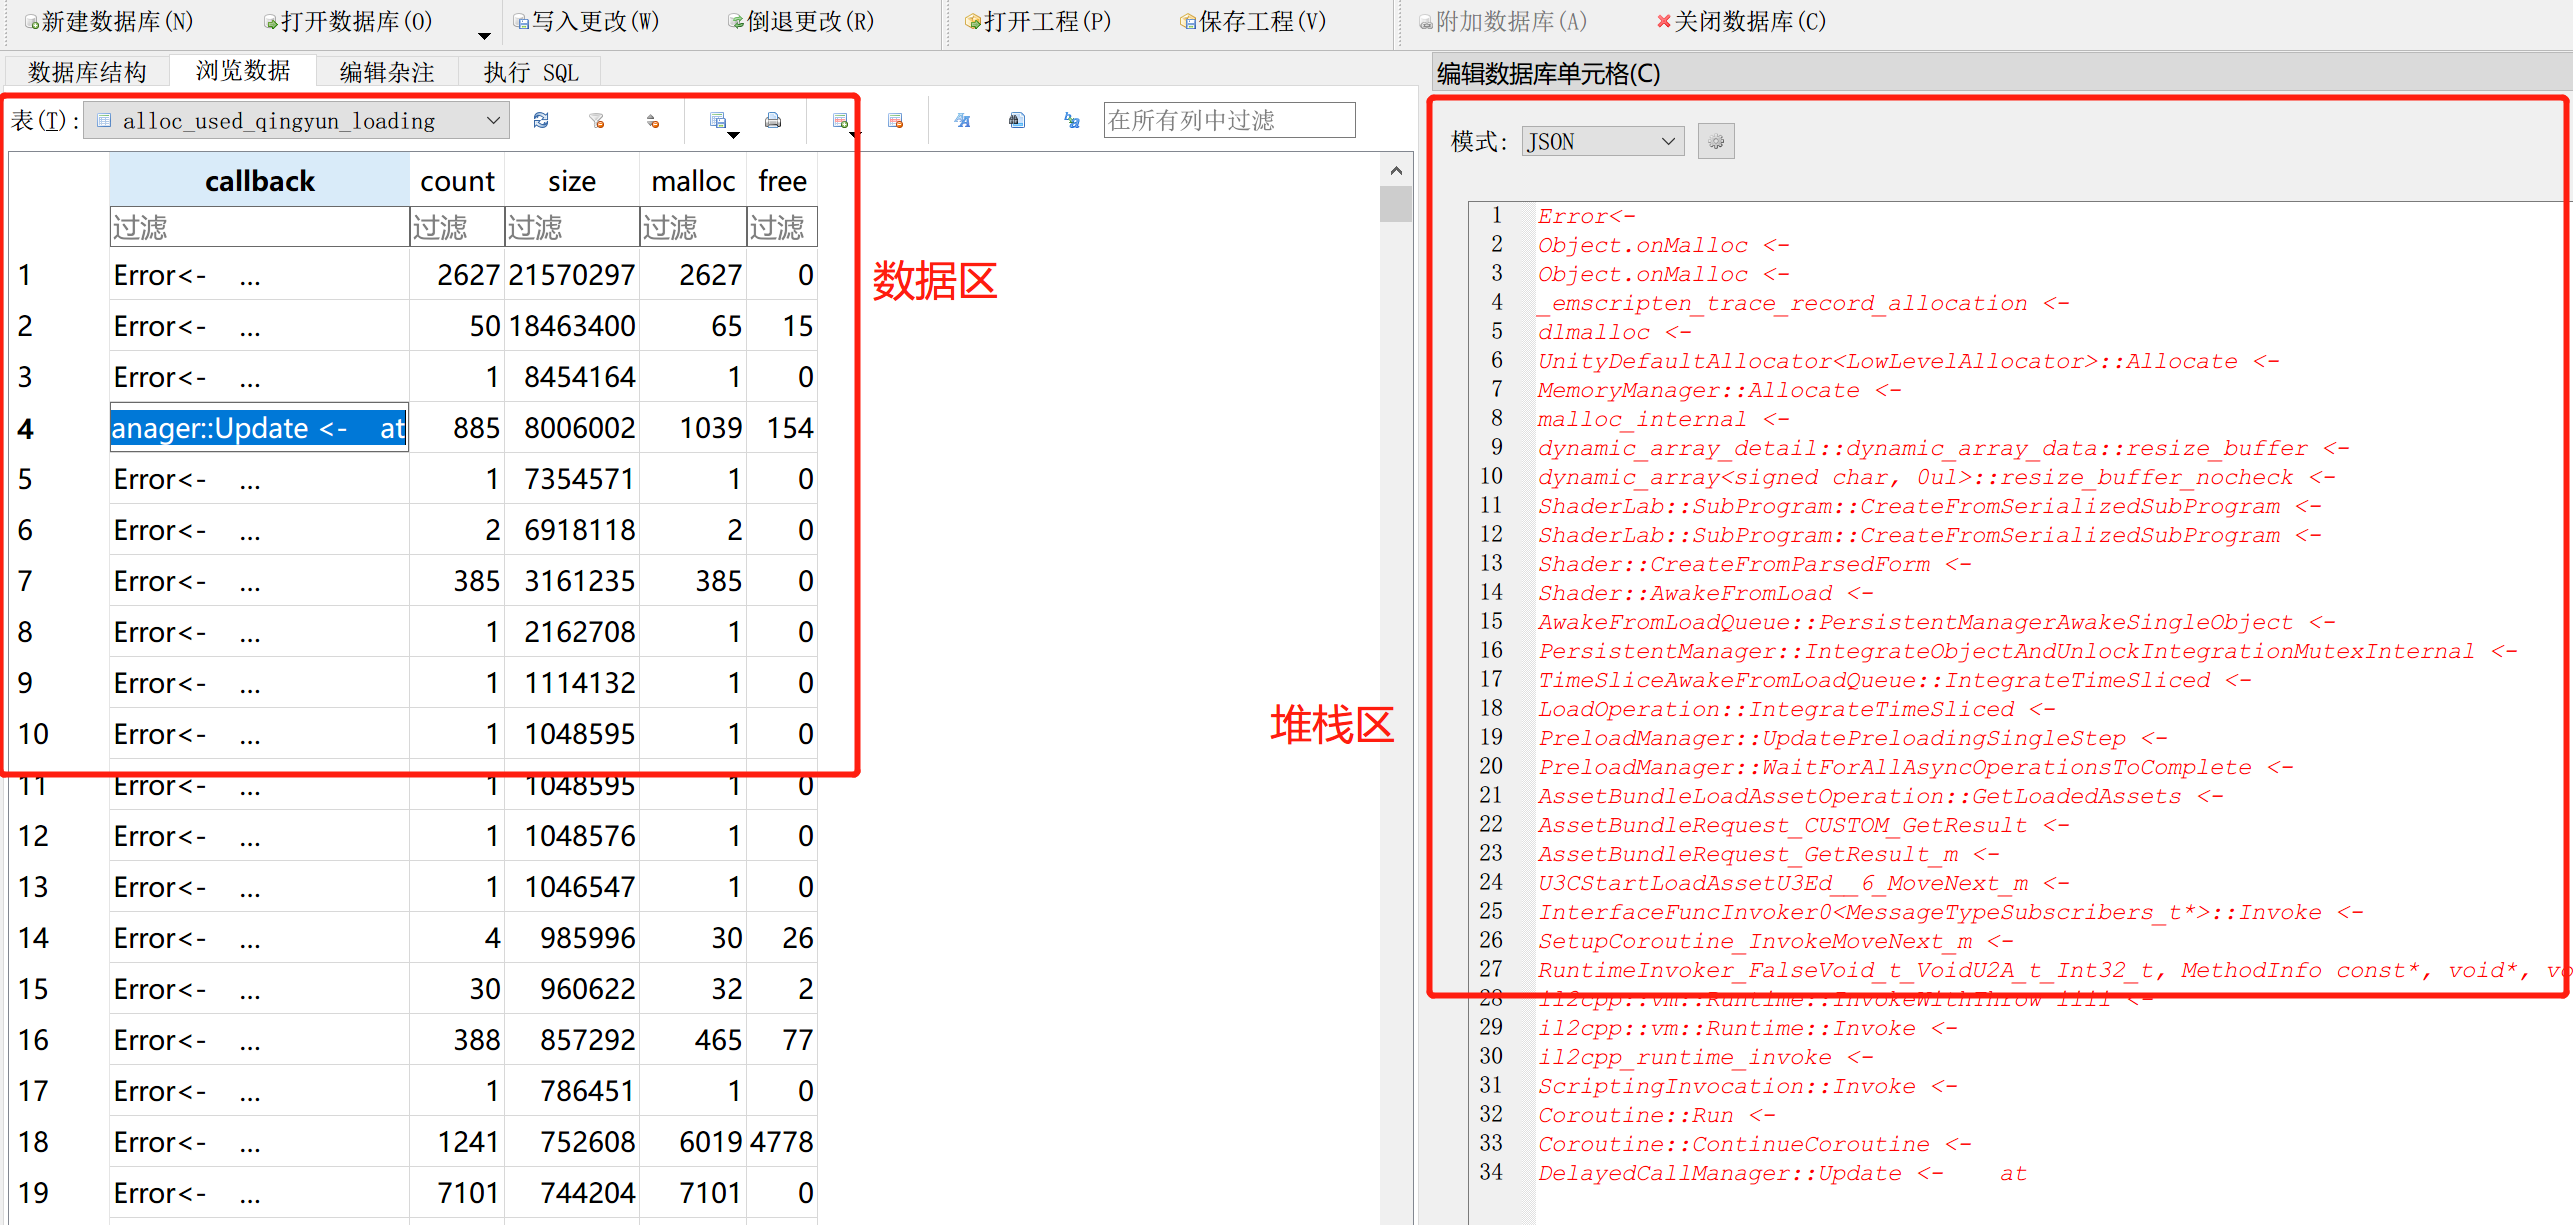 新建数据库(N) 打开数据库(O) 写入更改(W) 倒退更改(R) 打开工程(P) 保存工程(V) 附加数据库(A) 关闭数据库(C)
数据库结构 浏览数据 编辑杂注 执行 SQL
表(T): alloc_used_qingyun_loading 在所有列中过滤
callback count size malloc free
过滤 过滤 过滤 过滤 过滤
1 Error<- ... 2627 21570297 2627 0
2 Error<- ... 50 18463400 65 15
3 Error<- ... 1 8454164 1 0
4 anager::Update <- at 885 8006002 1039 154
5 Error<- ... 1 7354571 1 0
6 Error<- ... 2 6918118 2 0
7 Error<- ... 385 3161235 385 0
8 Error<- ... 1 2162708 1 0
9 Error<- ... 1 1114132 1 0
10 Error<- ... 1 1048595 1 0
11 Error<- ... 1 1048595 1 0
12 Error<- ... 1 1048576 1 0
13 Error<- ... 1 1046547 1 0
14 Error<- ... 4 985996 30 26
15 Error<- ... 30 960622 32 2
16 Error<- ... 388 857292 465 77
17 Error<- ... 1 786451 1 0
18 Error<- ... 1241 752608 6019 4778
19 Error<- ... 7101 744204 7101 0
数据区
堆栈区
编辑数据库单元格(C)
模式: JSON
1 Error<-
2 Object.onMalloc <-
3 Object.onMalloc <-
4 _emscripten_trace_record_allocation <-
5 dlmalloc <-
6 UnityDefaultAllocator<LowLevelAllocator>::Allocate <-
7 MemoryManager::Allocate <-
8 malloc_internal <-
9 dynamic_array_detail::dynamic_array_data::resize_buffer <-
10 dynamic_array<signed char, 0ul>::resize_buffer_nocheck <-
11 ShaderLab::SubProgram::CreateFromSerializedSubProgram <-
12 ShaderLab::SubProgram::CreateFromSerializedSubProgram <-
13 Shader::CreateFromParsedForm <-
14 Shader::AwakeFromLoad <-
15 AwakeFromLoadQueue::PersistentManagerAwakeSingleObject <-
16 PersistentManager::IntegrateObjectAndUnlockIntegrationMutexInternal <-
17 TimeSliceAwakeFromLoadQueue::IntegrateTimeSliced <-
18 LoadOperation::IntegrateTimeSliced <-
19 PreloadManager::UpdatePreloadingSingleStep <-
20 PreloadManager::WaitForAllAsyncOperationsToComplete <-
21 AssetBundleLoadAssetOperation::GetLoadedAssets <-
22 AssetBundleRequest_CUSTOM_GetResult <-
23 AssetBundleRequest_GetResult_m <-
24 U3CStartLoadAssetU3Ed__6_MoveNext_m <-
25 InterfaceFuncInvoker0<MessageTypeSubscribers_t*>::Invoke <-
26 SetupCoroutine_InvokeMoveNext_m <-
27 RuntimeInvoker_FalseVoid_t_VoidU2A_t_Int32_t, MethodInfo const*, void*, vo
28 il2cpp::vm::Runtime::InvokeWithThrow iiii <-
29 il2cpp::vm::Runtime::Invoke <-
30 il2cpp_runtime_invoke <-
31 ScriptingInvocation::Invoke <-
32 Coroutine::Run <-
33 Coroutine::ContinueCoroutine <-
34 DelayedCallManager::Update <- at